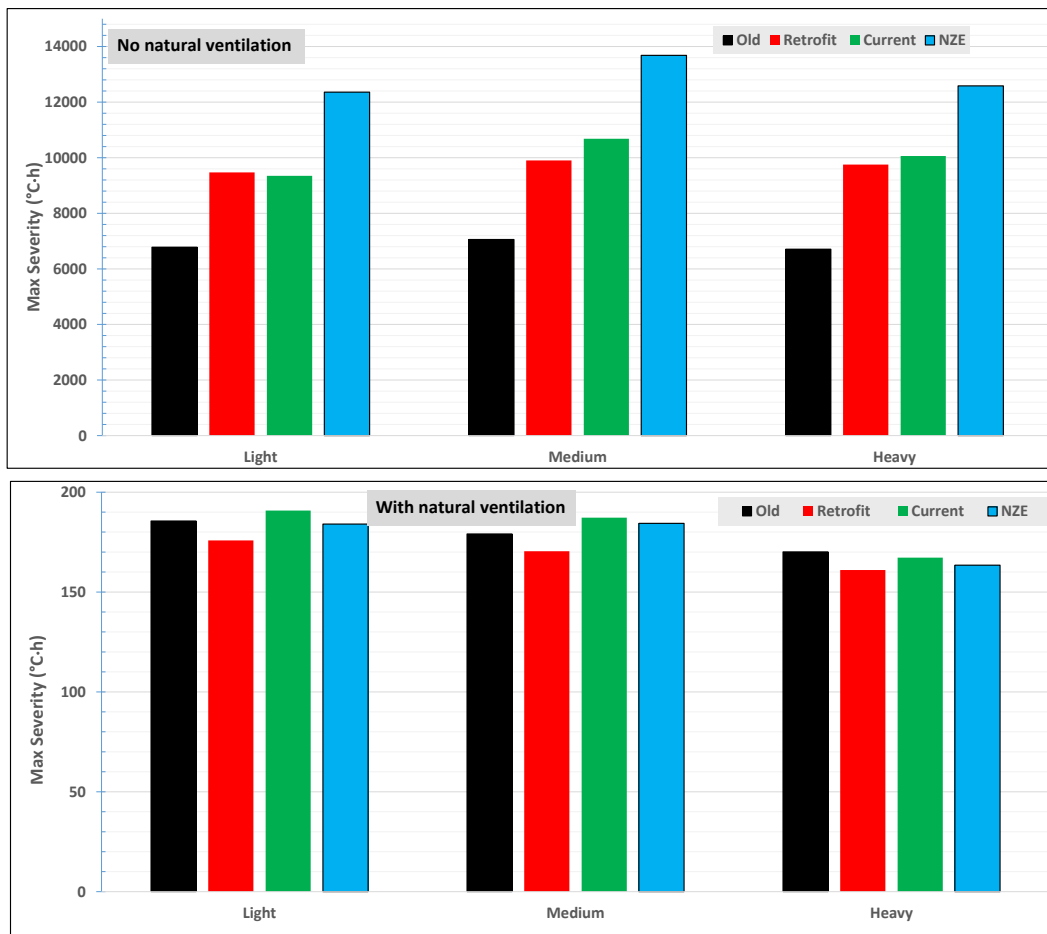 No natural ventilation
Old Retrofit Current NZE
Max Severity (°C·h)
14000
12000
10000
8000
6000
4000
2000
0
Light Medium Heavy
With natural ventilation
Old Retrofit Current NZE
Max Severity (°C·h)
200
150
100
50
0
Light Medium Heavy